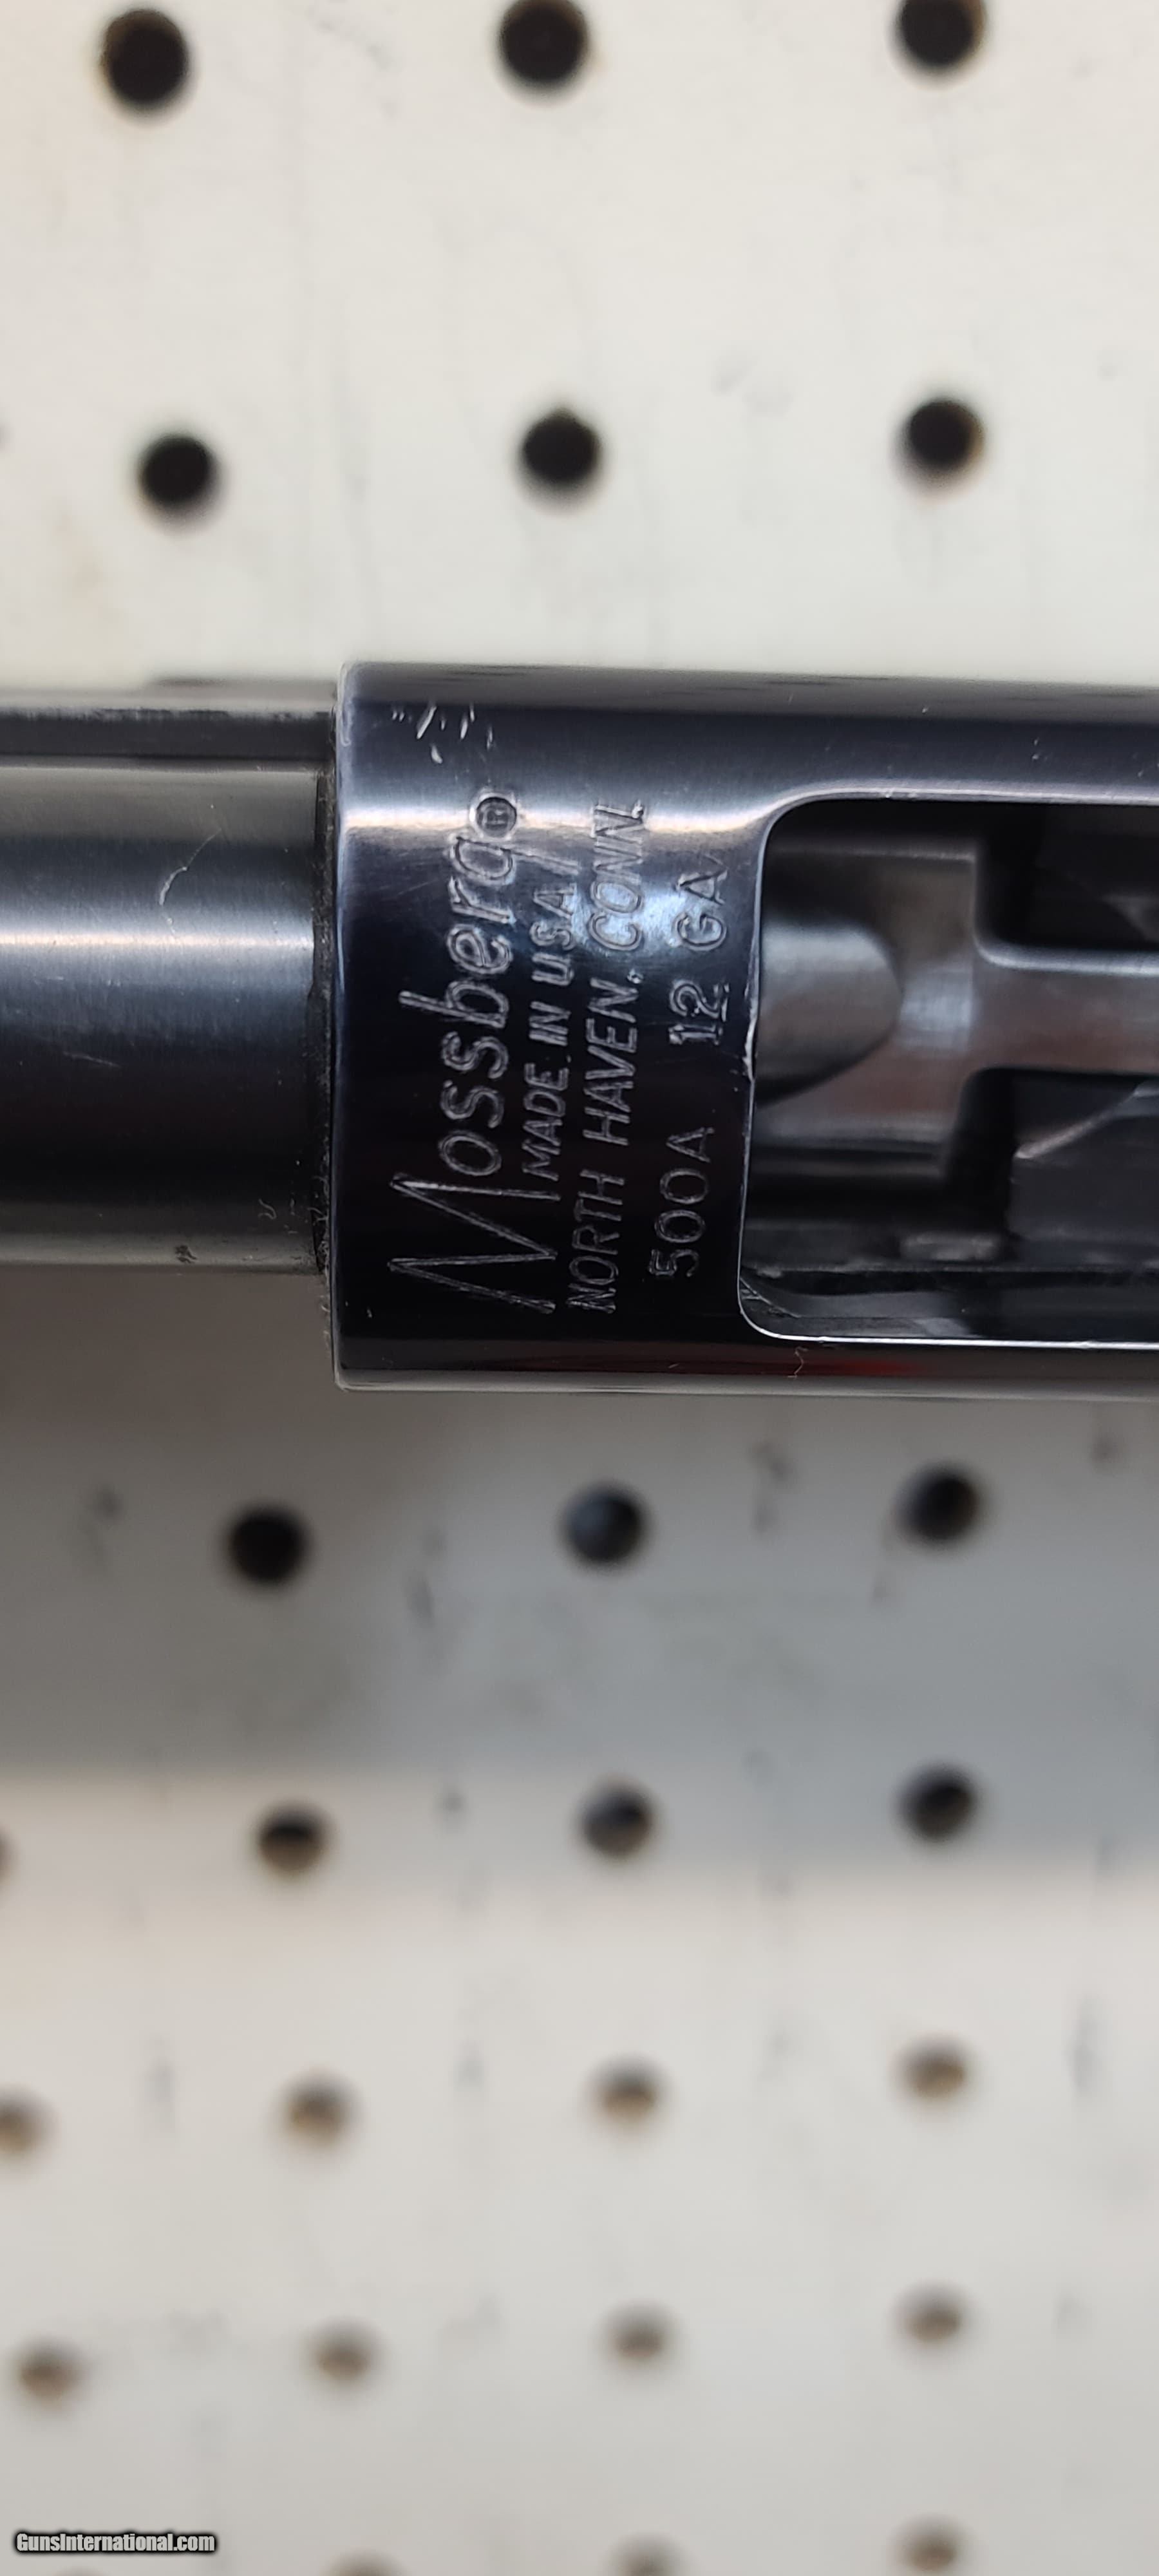 Mossberg®
MADE IN USA
NORTH HAVEN, CONN.
500A 12 GA
GunsInternational.com